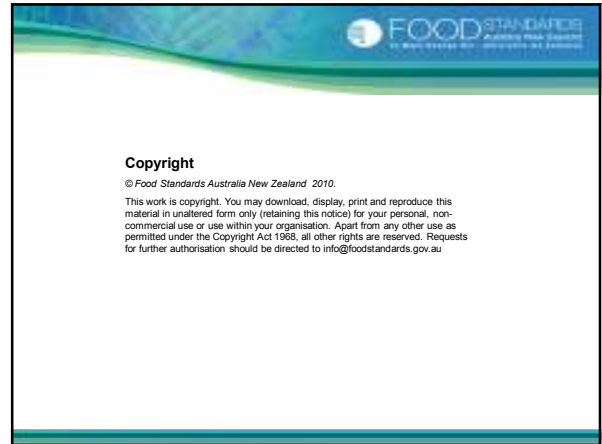 FOOD STANDARDS
Australia New Zealand
Copyright
© Food Standards Australia New Zealand 2010.
This work is copyright. You may download, display, print and reproduce this
material in unaltered form only (retaining this notice) for your personal, non-
commercial use or use within your organisation. Apart from any other use as
permitted under the Copyright Act 1968, all other rights are reserved. Requests
for further authorisation should be directed to info@foodstandards.gov.au